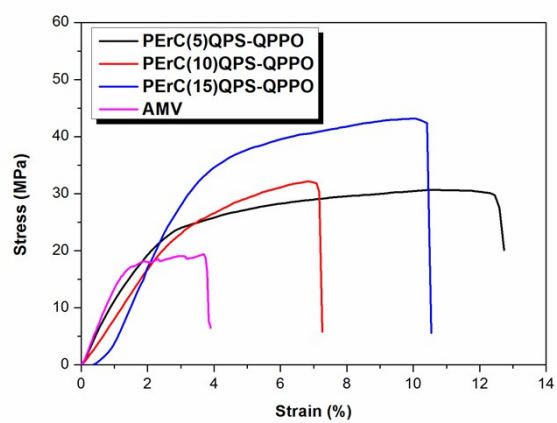 60
50
40
30
20
10
0
Stress (MPa)
PErC(5)QPS-QPPO
PErC(10)QPS-QPPO
PErC(15)QPS-QPPO
AMV
0 2 4 6 8 10 12 14
Strain (%)